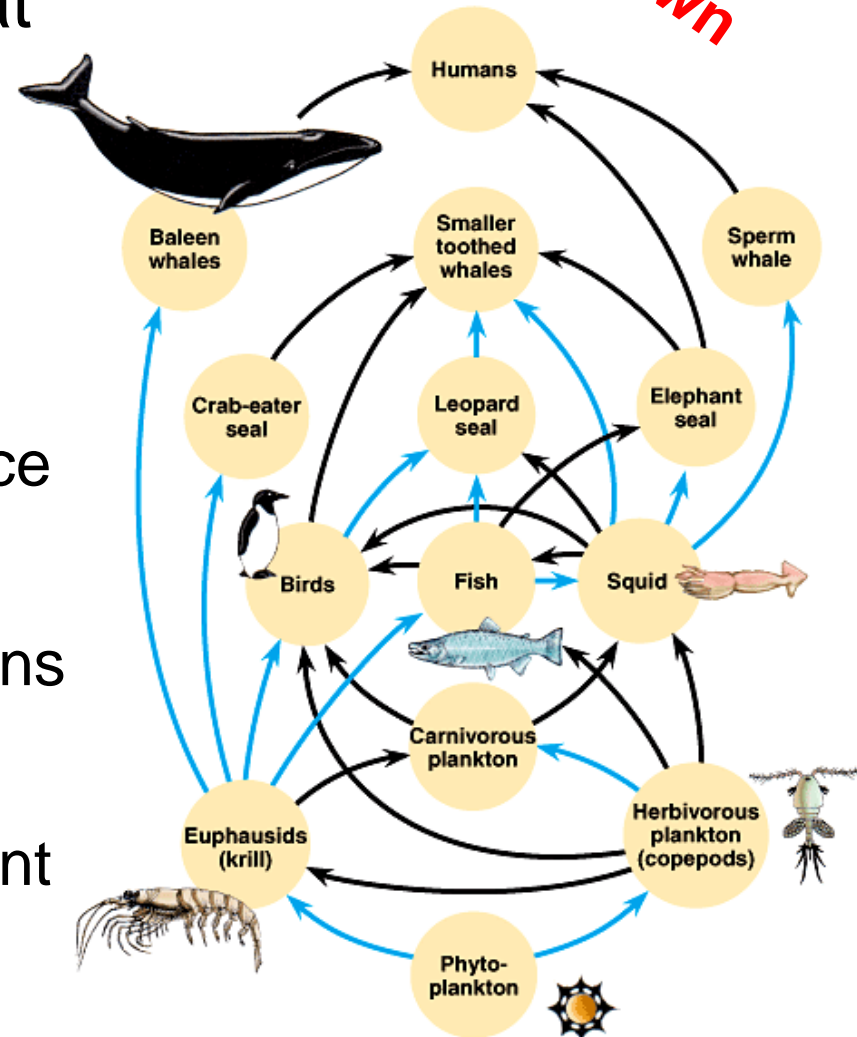 Humans
Baleen
whales
Smaller
toothed
whales
Sperm
whale
Crab-eater
seal
Leopard
seal
Elephant
seal
Birds
Fish
Squid
Carnivorous
plankton
Euphausids
(krill)
Herbivorous
plankton
(copepods)
Phyto-
plankton